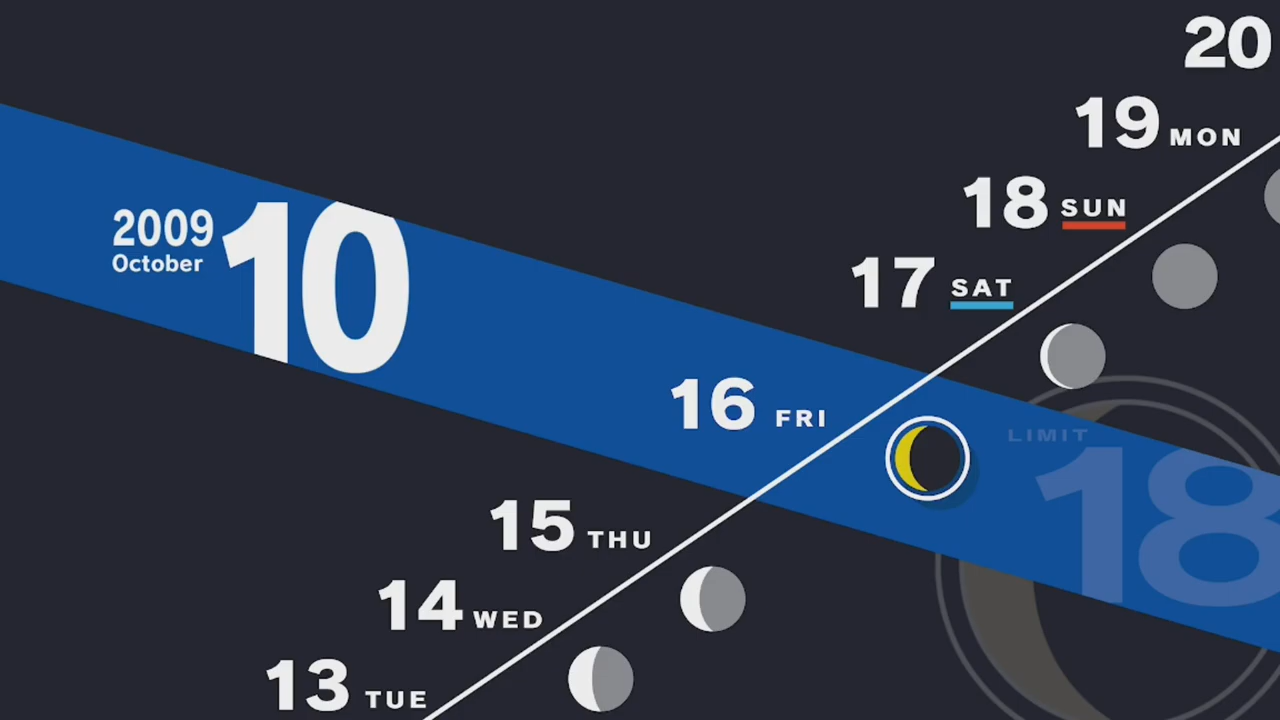 20
19 MON
18 SUN
17 SAT
2009
October
10
16 FRI
LIMIT
18
15 THU
14 WED
13 TUE